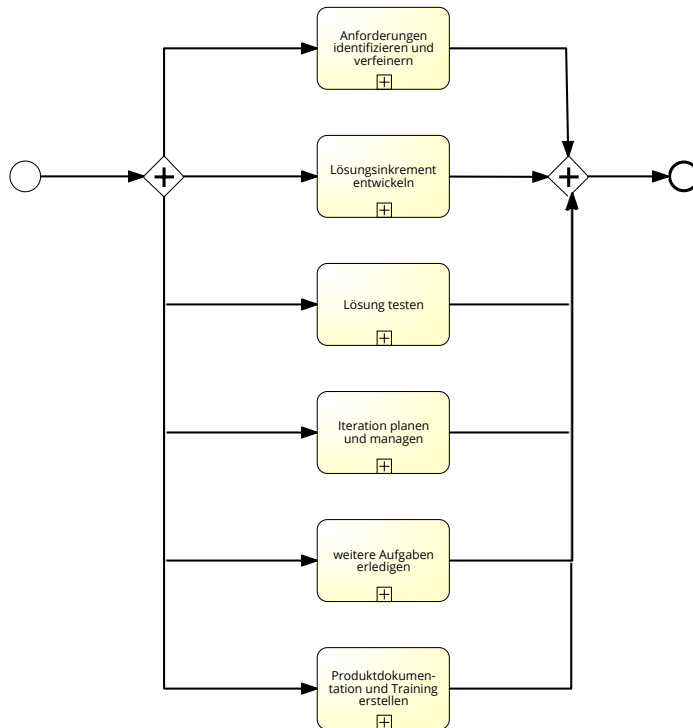 Anforderungen
identifizieren und
verfeinern
Lösungsinkrement
entwickeln
Lösung testen
Iteration planen
und managen
weitere Aufgaben
erledigen
Produktdokumen-
tation und Training
erstellen